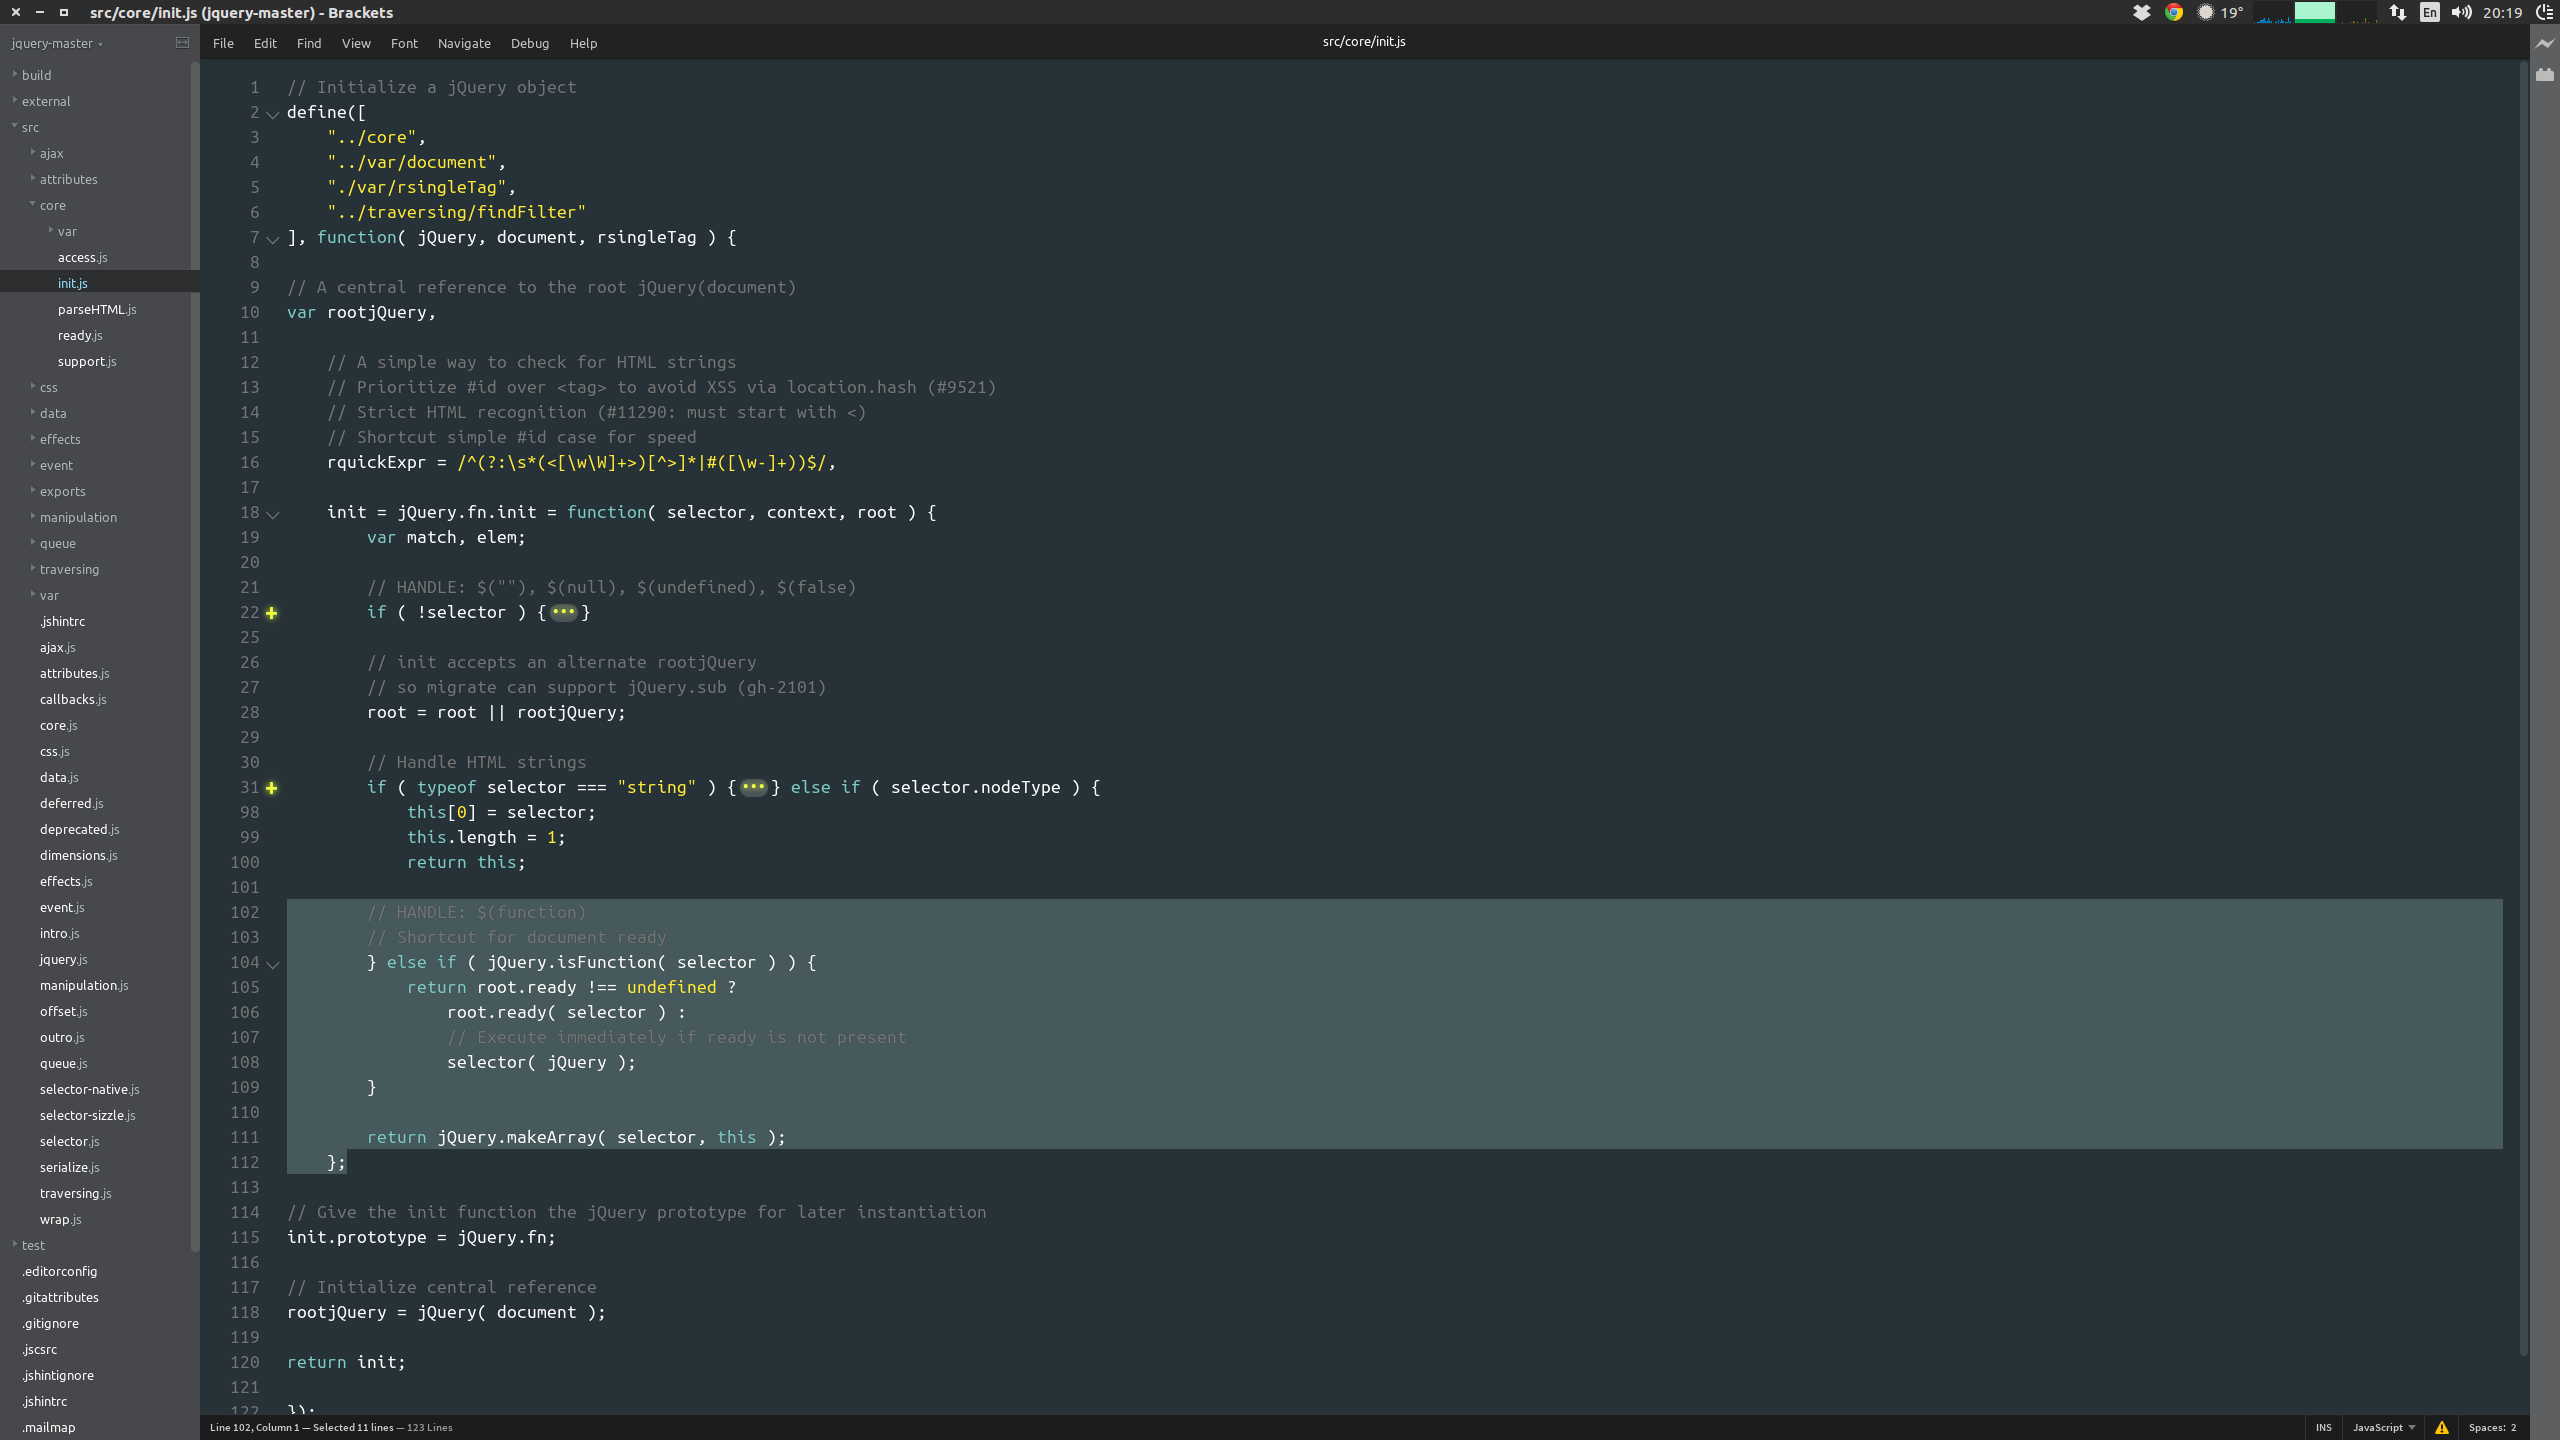 src/core/init.js (jquery-master) - Brackets
19°
En
20:19
jquery-master
File Edit Find View Font Navigate Debug Help
src/core/init.js
build
external
src
ajax
attributes
core
var
access.js
init.js
parseHTML.js
ready.js
support.js
css
data
effects
event
exports
manipulation
queue
traversing
var
.jshintrc
ajax.js
attributes.js
callbacks.js
core.js
css.js
data.js
deferred.js
deprecated.js
dimensions.js
effects.js
event.js
intro.js
jquery.js
manipulation.js
offset.js
outro.js
queue.js
selector-native.js
selector-sizzle.js
selector.js
serialize.js
traversing.js
wrap.js
test
.editorconfig
.gitattributes
.gitignore
.jscsrc
.jshintignore
.jshintrc
.mailmap
1 // Initialize a jQuery object
2 define([
3     "../core",
4     "../var/document",
5     "./var/rsingleTag",
6     "../traversing/findFilter"
7 ], function( jQuery, document, rsingleTag ) {
8
9 // A central reference to the root jQuery(document)
10 var rootjQuery,
11
12     // A simple way to check for HTML strings
13     // Prioritize #id over <tag> to avoid XSS via location.hash (#9521)
14     // Strict HTML recognition (#11290: must start with <)
15     // Shortcut simple #id case for speed
16     rquickExpr = /^(?:\s*(<[\w\W]+>)[^>]*|#([\w-]+))$/,
17
18     init = jQuery.fn.init = function( selector, context, root ) {
19         var match, elem;
20
21         // HANDLE: $(""), $(null), $(undefined), $(false)
22         if ( !selector ) {•••}
25
26         // init accepts an alternate rootjQuery
27         // so migrate can support jQuery.sub (gh-2101)
28         root = root || rootjQuery;
29
30         // Handle HTML strings
31         if ( typeof selector === "string" ) {•••} else if ( selector.nodeType ) {
98             this[0] = selector;
99             this.length = 1;
100             return this;
101
102         // HANDLE: $(function)
103         // Shortcut for document ready
104         } else if ( jQuery.isFunction( selector ) ) {
105             return root.ready !== undefined ?
106                 root.ready( selector ) :
107                 // Execute immediately if ready is not present
108                 selector( jQuery );
109         }
110
111         return jQuery.makeArray( selector, this );
112     };
113
114 // Give the init function the jQuery prototype for later instantiation
115 init.prototype = jQuery.fn;
116
117 // Initialize central reference
118 rootjQuery = jQuery( document );
119
120 return init;
121
122 });
Line 102, Column 1 — Selected 11 lines — 123 Lines
INS JavaScript Spaces: 2